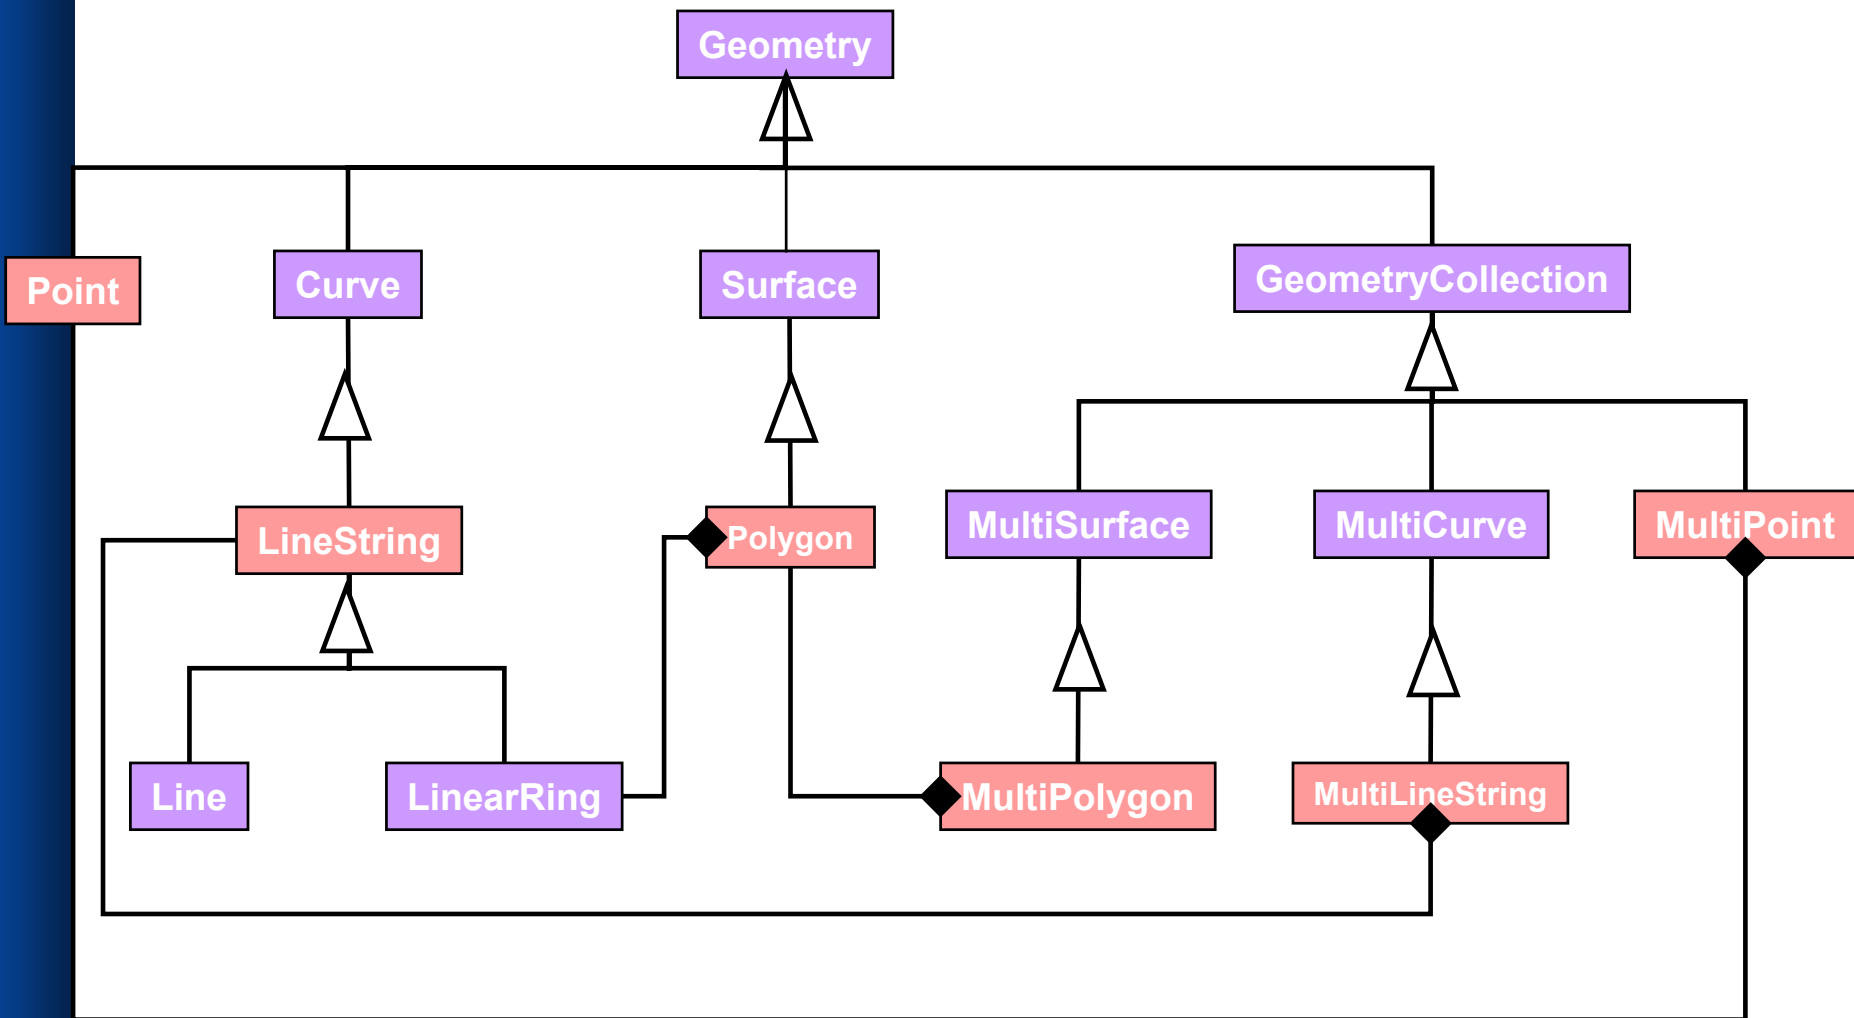 Geometry
Point
Curve
Surface
GeometryCollection
LineString
Polygon
MultiSurface
MultiCurve
MultiPoint
Line
LinearRing
MultiPolygon
MultiLineString